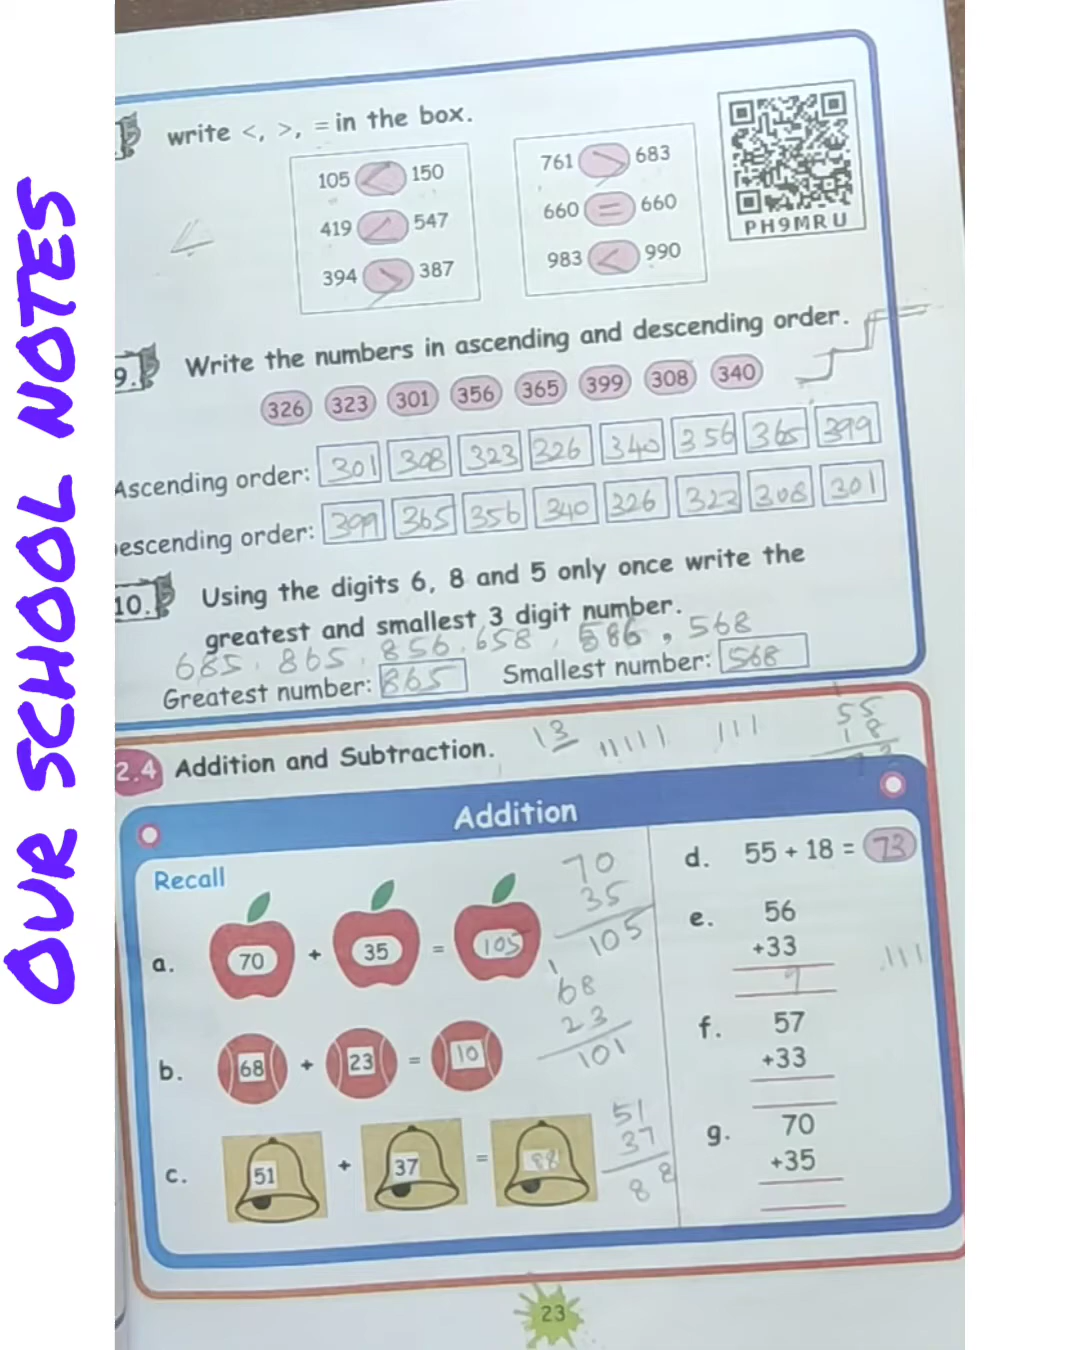 OUR SCHOOL NOTES
write <, >, = in the box.
105 < 150
419 < 547
394 > 387
761 > 683
660 = 660
983 < 990
PH9MRU
9. Write the numbers in ascending and descending order.
326 323 301 356 365 399 308 340
Ascending order: 301 308 323 326 340 356 365 399
escending order: 399 365 356 340 326 323 308 301
10. Using the digits 6, 8 and 5 only once write the
greatest and smallest 3 digit number.
685, 865, 856, 658, 586, 568
Greatest number: 865 Smallest number: 568
2.4 Addition and Subtraction.
13
55
18
Addition
Recall
a. 70 + 35 = 105
70
35
105
b. 68 + 23 = 10
1
68
23
101
c. 51 + 37 = 88
51
37
88
d. 55 + 18 = 73
e. 56
+33
9
f. 57
+33
g. 70
+35
23